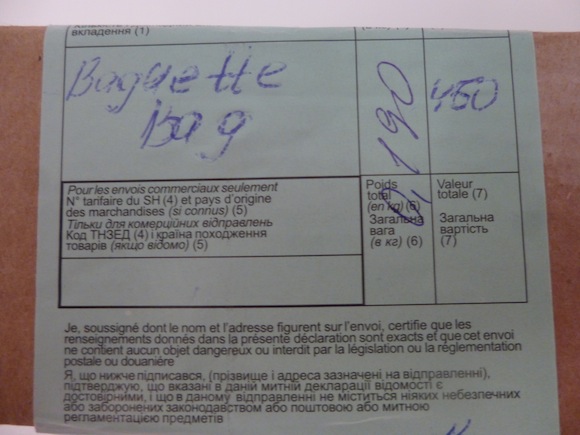 вкладення (1)
Baguette
Bag
0,190
450
Pour les envois commerciaux seulement
N° tarifaire du SH (4) et pays d'origine
des marchandises (si connus) (5)
Тільки для комерційних відправлень
Код ТНЗЕД (4) і країна походження
товарів (якщо відомо) (5)
Poids
total
(en kg) (6)
Загальна
вага
(в кг) (6)
Valeur
totale (7)
Загальна
вартість
(7)
Je, soussigné dont le nom et l'adresse figurent sur l'envoi, certifie que les
renseignements donnés dans la présente déclaration sont exacts et que cet envoi
ne contient aucun objet dangereux ou interdit par la législation ou la réglementation
postale ou douanière
Я, що нижче підписався, (прізвище і адреса зазначені на відправленні),
підтверджую, що вказані в даній митній декларації відомості є
достовірними, і що в даному відправленні не міститься ніяких небезпечних
або заборонених законодавством або поштовою або митною
регламентацією предметів